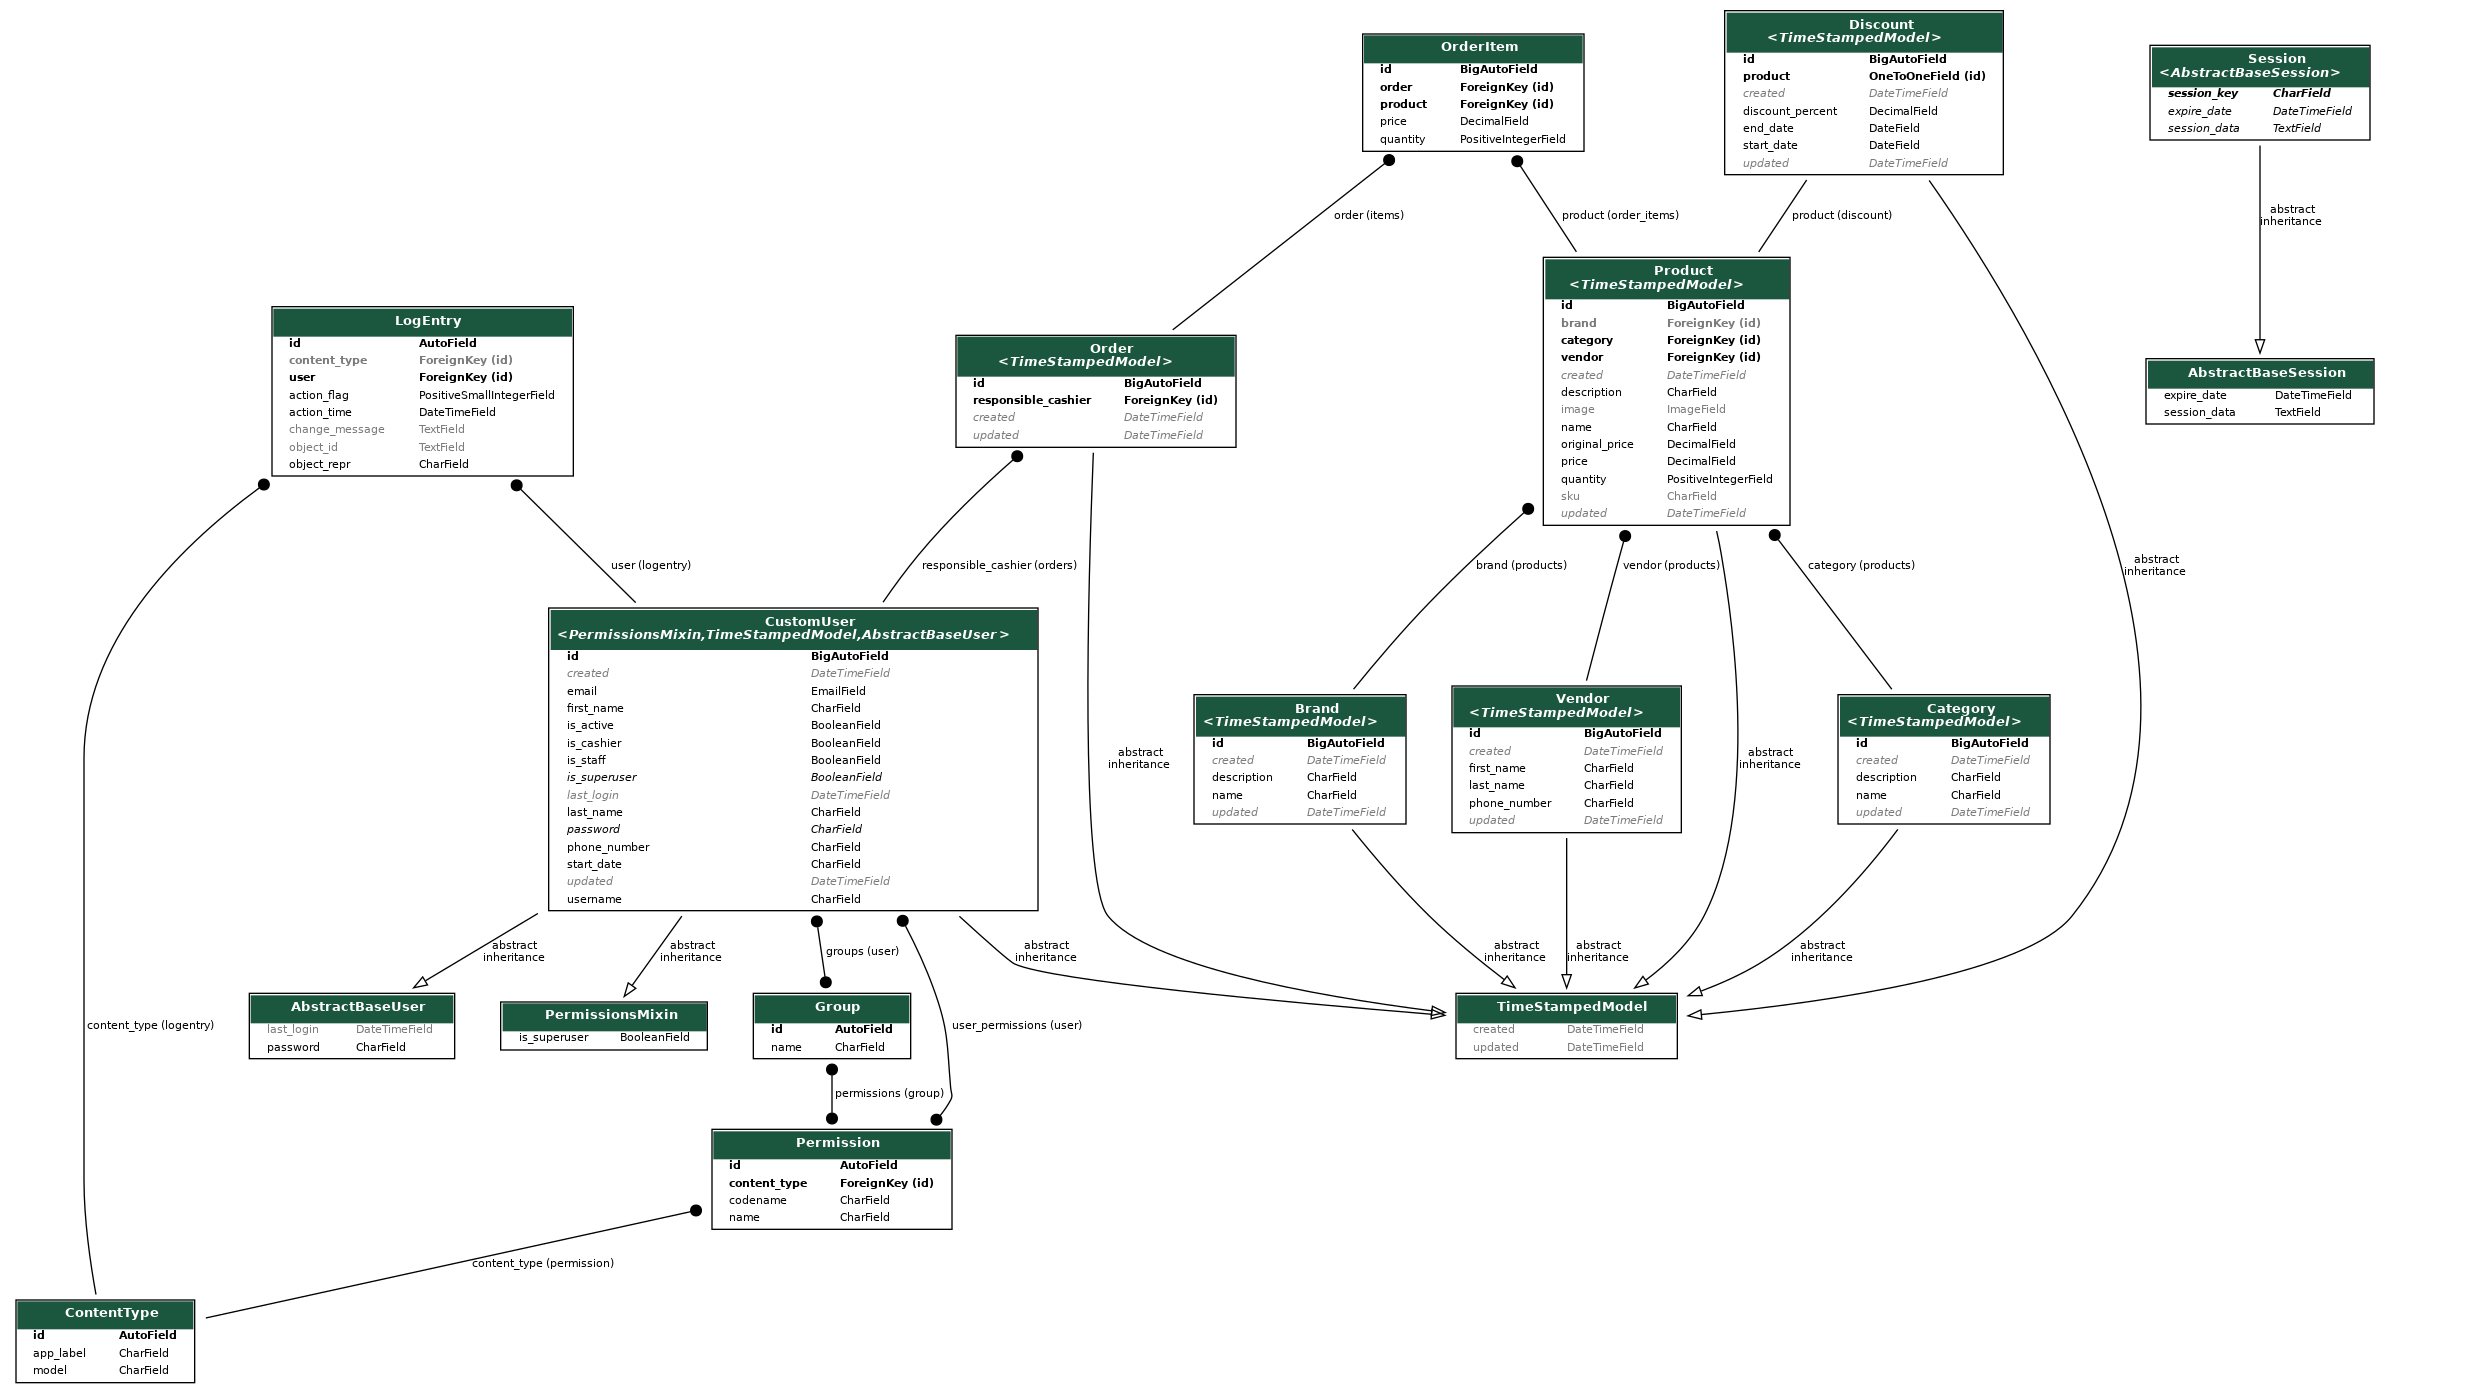 OrderItem
id BigAutoField
order ForeignKey (id)
product ForeignKey (id)
price DecimalField
quantity PositiveIntegerField
Discount
<TimeStampedModel>
id BigAutoField
product OneToOneField (id)
created DateTimeField
discount_percent DecimalField
end_date DateField
start_date DateField
updated DateTimeField
Session
<AbstractBaseSession>
session_key CharField
expire_date DateTimeField
session_data TextField
order (items)
product (order_items)
product (discount)
abstract
inheritance
LogEntry
id AutoField
content_type ForeignKey (id)
user ForeignKey (id)
action_flag PositiveSmallIntegerField
action_time DateTimeField
change_message TextField
object_id TextField
object_repr CharField
Order
<TimeStampedModel>
id BigAutoField
responsible_cashier ForeignKey (id)
created DateTimeField
updated DateTimeField
Product
<TimeStampedModel>
id BigAutoField
brand ForeignKey (id)
category ForeignKey (id)
vendor ForeignKey (id)
created DateTimeField
description CharField
image ImageField
name CharField
original_price DecimalField
price DecimalField
quantity PositiveIntegerField
sku CharField
updated DateTimeField
AbstractBaseSession
expire_date DateTimeField
session_data TextField
user (logentry)
responsible_cashier (orders)
brand (products)
vendor (products)
category (products)
abstract
inheritance
CustomUser
<PermissionsMixin,TimeStampedModel,AbstractBaseUser>
id BigAutoField
created DateTimeField
email EmailField
first_name CharField
is_active BooleanField
is_cashier BooleanField
is_staff BooleanField
is_superuser BooleanField
last_login DateTimeField
last_name CharField
password CharField
phone_number CharField
start_date CharField
updated DateTimeField
username CharField
abstract
inheritance
Brand
<TimeStampedModel>
id BigAutoField
created DateTimeField
description CharField
name CharField
updated DateTimeField
Vendor
<TimeStampedModel>
id BigAutoField
created DateTimeField
first_name CharField
last_name CharField
phone_number CharField
updated DateTimeField
abstract
inheritance
Category
<TimeStampedModel>
id BigAutoField
created DateTimeField
description CharField
name CharField
updated DateTimeField
abstract
inheritance
abstract
inheritance
groups (user)
abstract
inheritance
abstract
inheritance
abstract
inheritance
abstract
inheritance
content_type (logentry)
AbstractBaseUser
last_login DateTimeField
password CharField
PermissionsMixin
is_superuser BooleanField
Group
id AutoField
name CharField
user_permissions (user)
TimeStampedModel
created DateTimeField
updated DateTimeField
permissions (group)
Permission
id AutoField
content_type ForeignKey (id)
codename CharField
name CharField
content_type (permission)
ContentType
id AutoField
app_label CharField
model CharField